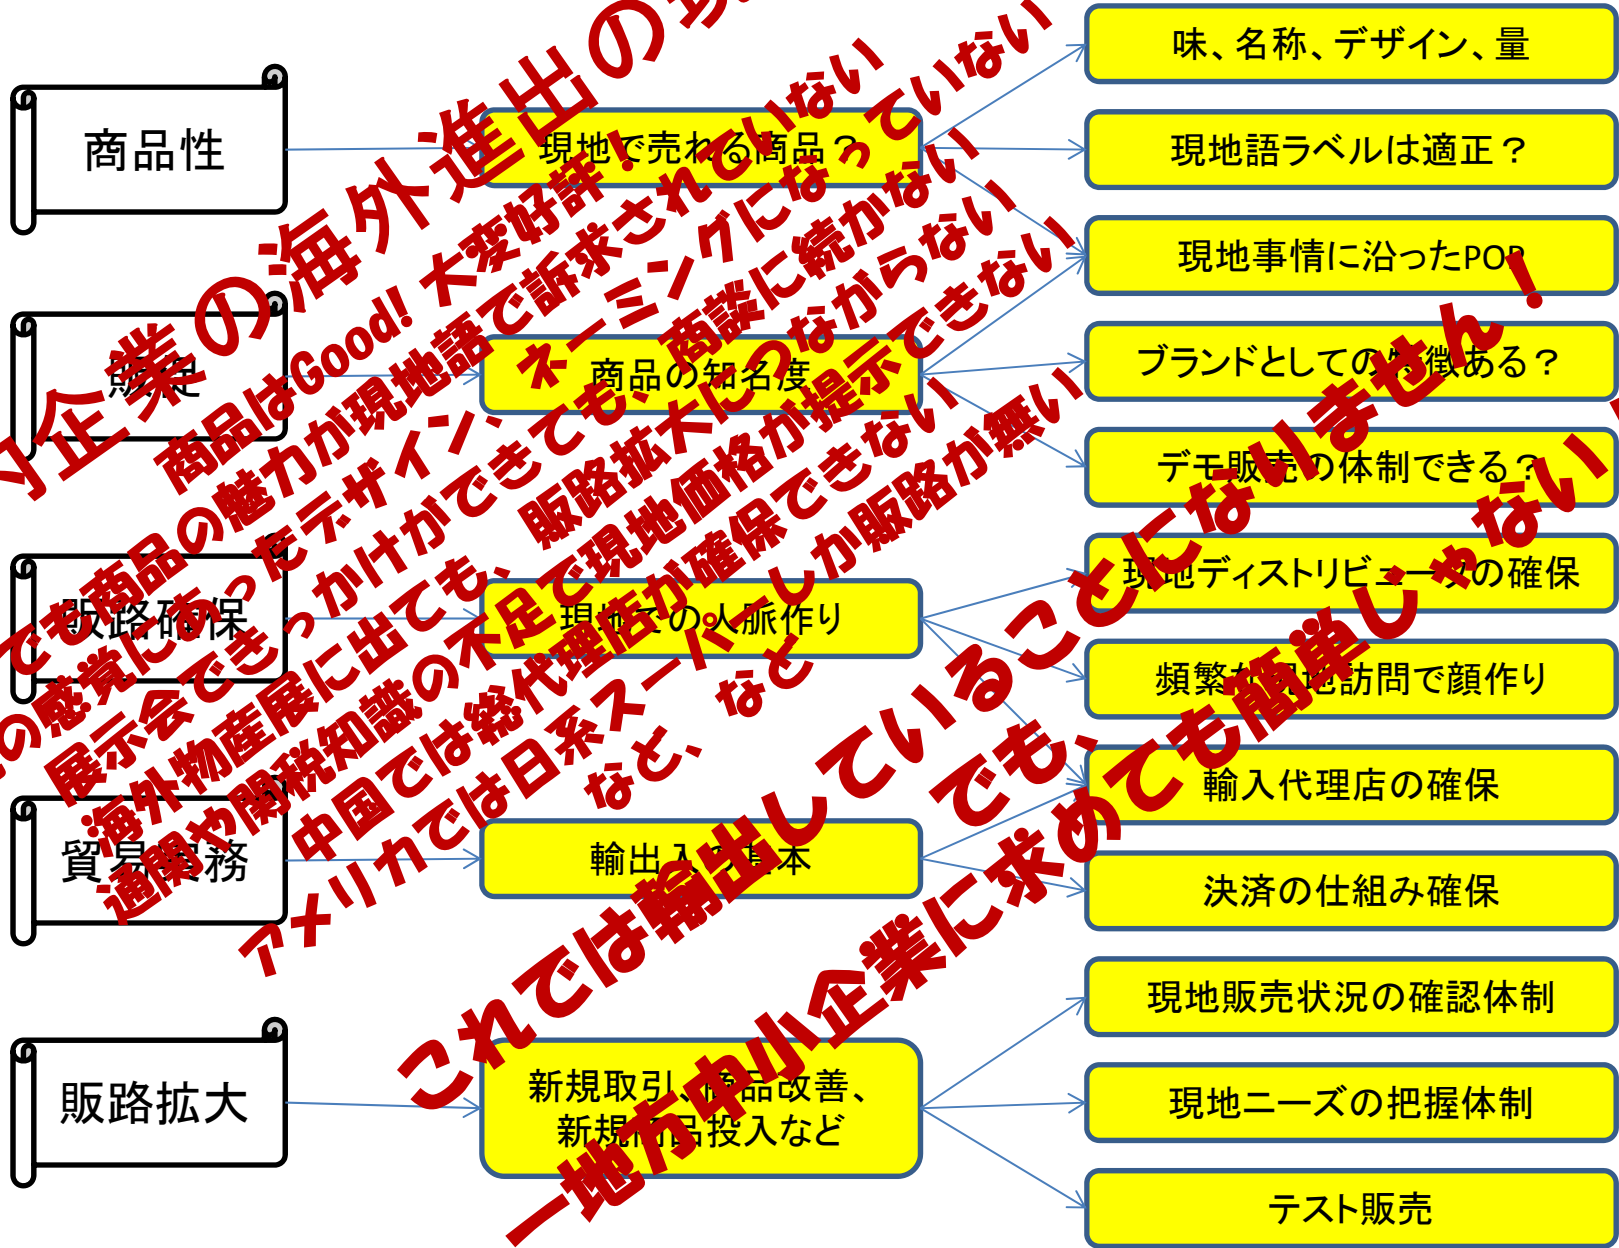 商品性
現地で売れる商品？
味、名称、デザイン、量
現地語ラベルは適正？
現地事情に沿ったPOP
販促
商品の知名度
ブランドとしての特徴ある？
デモ販売の体制できる？
販路確保
現地での人脈作り
現地ディストリビュータの確保
頻繁な現地訪問で顔作り
輸入代理店の確保
貿易実務
輸出入の基本
決済の仕組み確保
販路拡大
新規取引、商品改善、
新規商品投入など
現地販売状況の確認体制
現地ニーズの把握体制
テスト販売
企業の海外進出の現
商品はGood! 大変好評！
でも商品の魅力が現地語で訴求されていない
の感覚にあったデザイン、ネーミングになっていない
展示会できっかけができても、商談に続かない
海外物産展に出ても、販路拡大につながらない
通関や関税知識の不足で現地価格が提示できない
中国では総代理店が確保できない
アメリカでは日系スーパーしか販路が無い
など、など
これでは輸出していることになりません！
でも、
一地方中小企業に求めても簡単じゃない